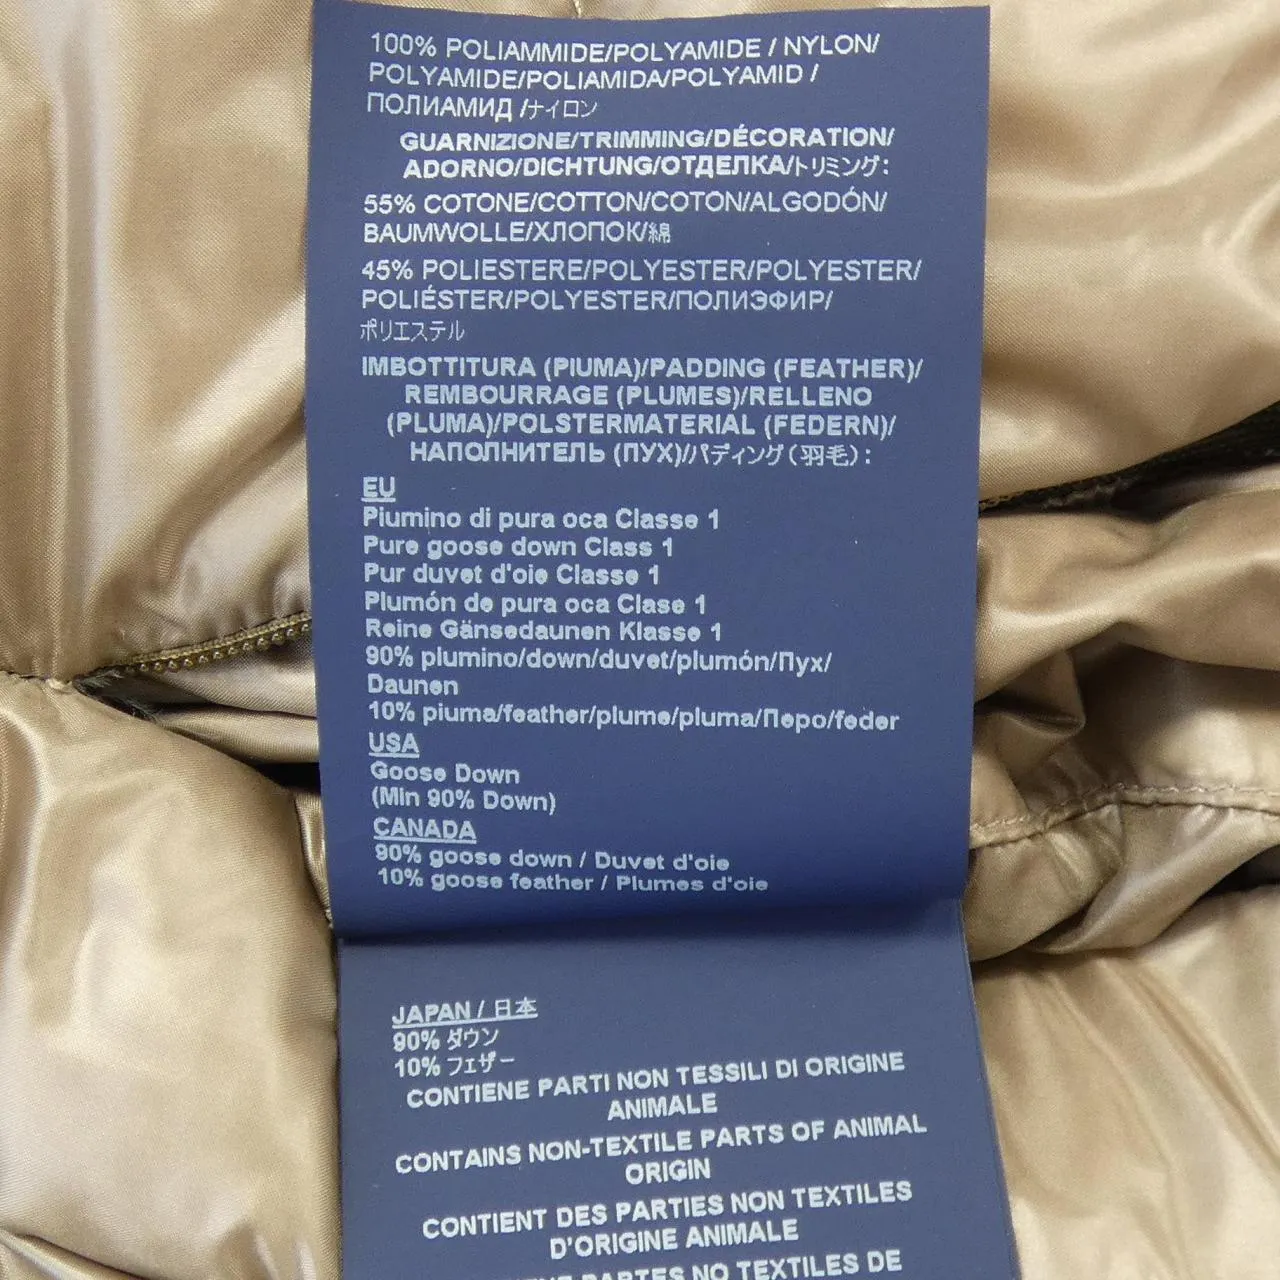 100% POLIAMMIDE/POLYAMIDE / NYLON/
POLYAMIDE/POLIAMIDA/POLYAMID /
ПОЛИАМИД /ナイロン
GUARNIZIONE/TRIMMING/DÉCORATION/
ADORNO/DICHTUNG/ОТДЕЛКА/トリミング:
55% COTONE/COTTON/COTON/ALGODÓN/
BAUMWOLLE/ХЛОПОК/綿
45% POLIESTERE/POLYESTER/POLYESTER/
POLIÉSTER/POLYESTER/ПОЛИЭФИР/
ポリエステル
IMBOTTITURA (PIUMA)/PADDING (FEATHER)/
REMBOURRAGE (PLUMES)/RELLENO
(PLUMA)/POLSTERMATERIAL (FEDERN)/
НАПОЛНИТЕЛЬ (ПУХ)/パディング(羽毛):
EU
Piumino di pura oca Classe 1
Pure goose down Class 1
Pur duvet d'oie Classe 1
Plumón de pura oca Clase 1
Reine Gänsedaunen Klasse 1
90% plumino/down/duvet/plumón/Пух/
Daunen
10% piuma/feather/plume/pluma/Перо/feder
USA
Goose Down
(Min 90% Down)
CANADA
90% goose down / Duvet d'oie
10% goose feather / Plumes d'oie
JAPAN / 日本
90% ダウン
10% フェザー
CONTIENE PARTI NON TESSILI DI ORIGINE
ANIMALE
CONTAINS NON-TEXTILE PARTS OF ANIMAL
ORIGIN
CONTIENT DES PARTIES NON TEXTILES
D'ORIGINE ANIMALE
PARTES NO TEXTILES DE